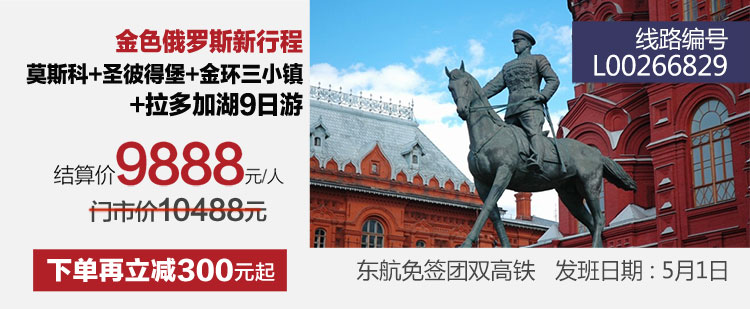 金色俄罗斯新行程
莫斯科+圣彼得堡+金环三小镇
+拉多加湖9日游
结算价9888元/人
门市价10488元
下单再立减300元起
线路编号
L00266829
东航免签团双高铁 发班日期：5月1日